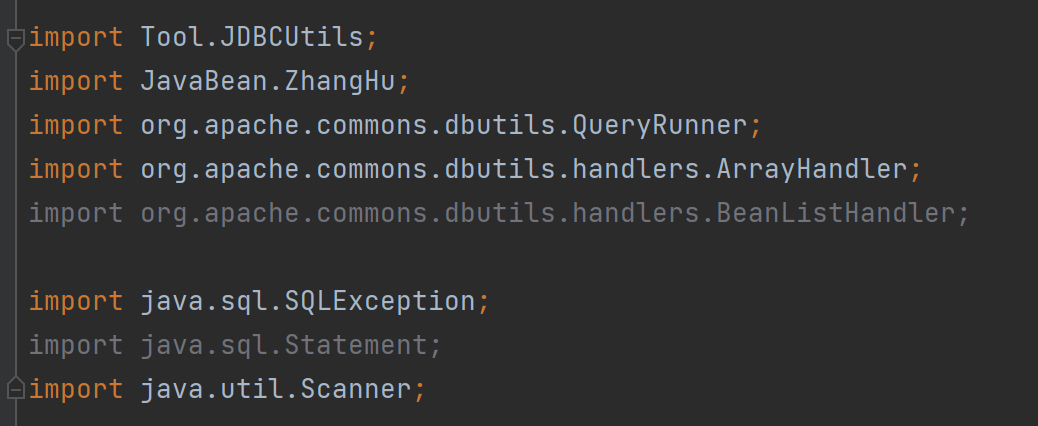 import Tool.JDBCUtils;
import JavaBean.ZhangHu;
import org.apache.commons.dbutils.QueryRunner;
import org.apache.commons.dbutils.handlers.ArrayHandler;
import org.apache.commons.dbutils.handlers.BeanListHandler;
import java.sql.SQLException;
import java.sql.Statement;
import java.util.Scanner;